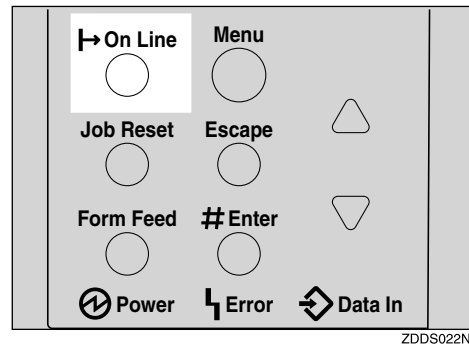 On Line Menu
Job Reset Escape
Form Feed # Enter
Power Error Data In
ZDDS022N